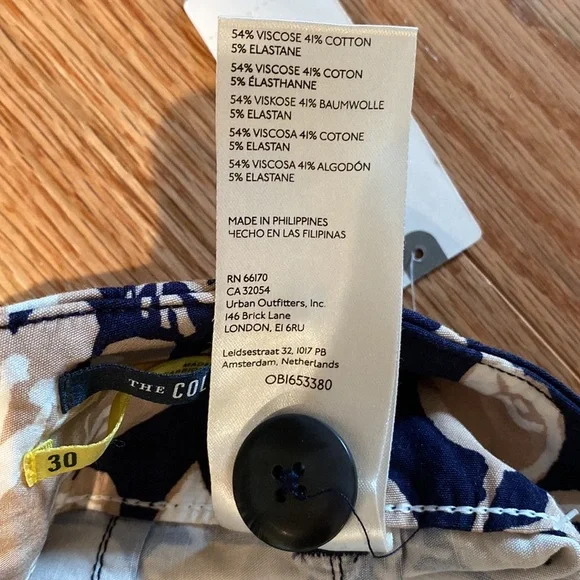 54% VISCOSE 41% COTTON
5% ELASTANE
54% VISCOSE 41% COTON
5% ÉLASTHANNE
54% VISKOSE 41% BAUMWOLLE
5% ELASTAN
54% VISCOSA 41% COTONE
5% ELASTAN
54% VISCOSA 41% ALGODÓN
5% ELASTANE
MADE IN PHILIPPINES
HECHO EN LAS FILIPINAS
RN 66170
CA 32054
Urban Outfitters, Inc.
146 Brick Lane
LONDON, E1 6RU
Leidsestraat 32, 1017 PB
Amsterdam, Netherlands
OB1653380
MADE
THE COL
30